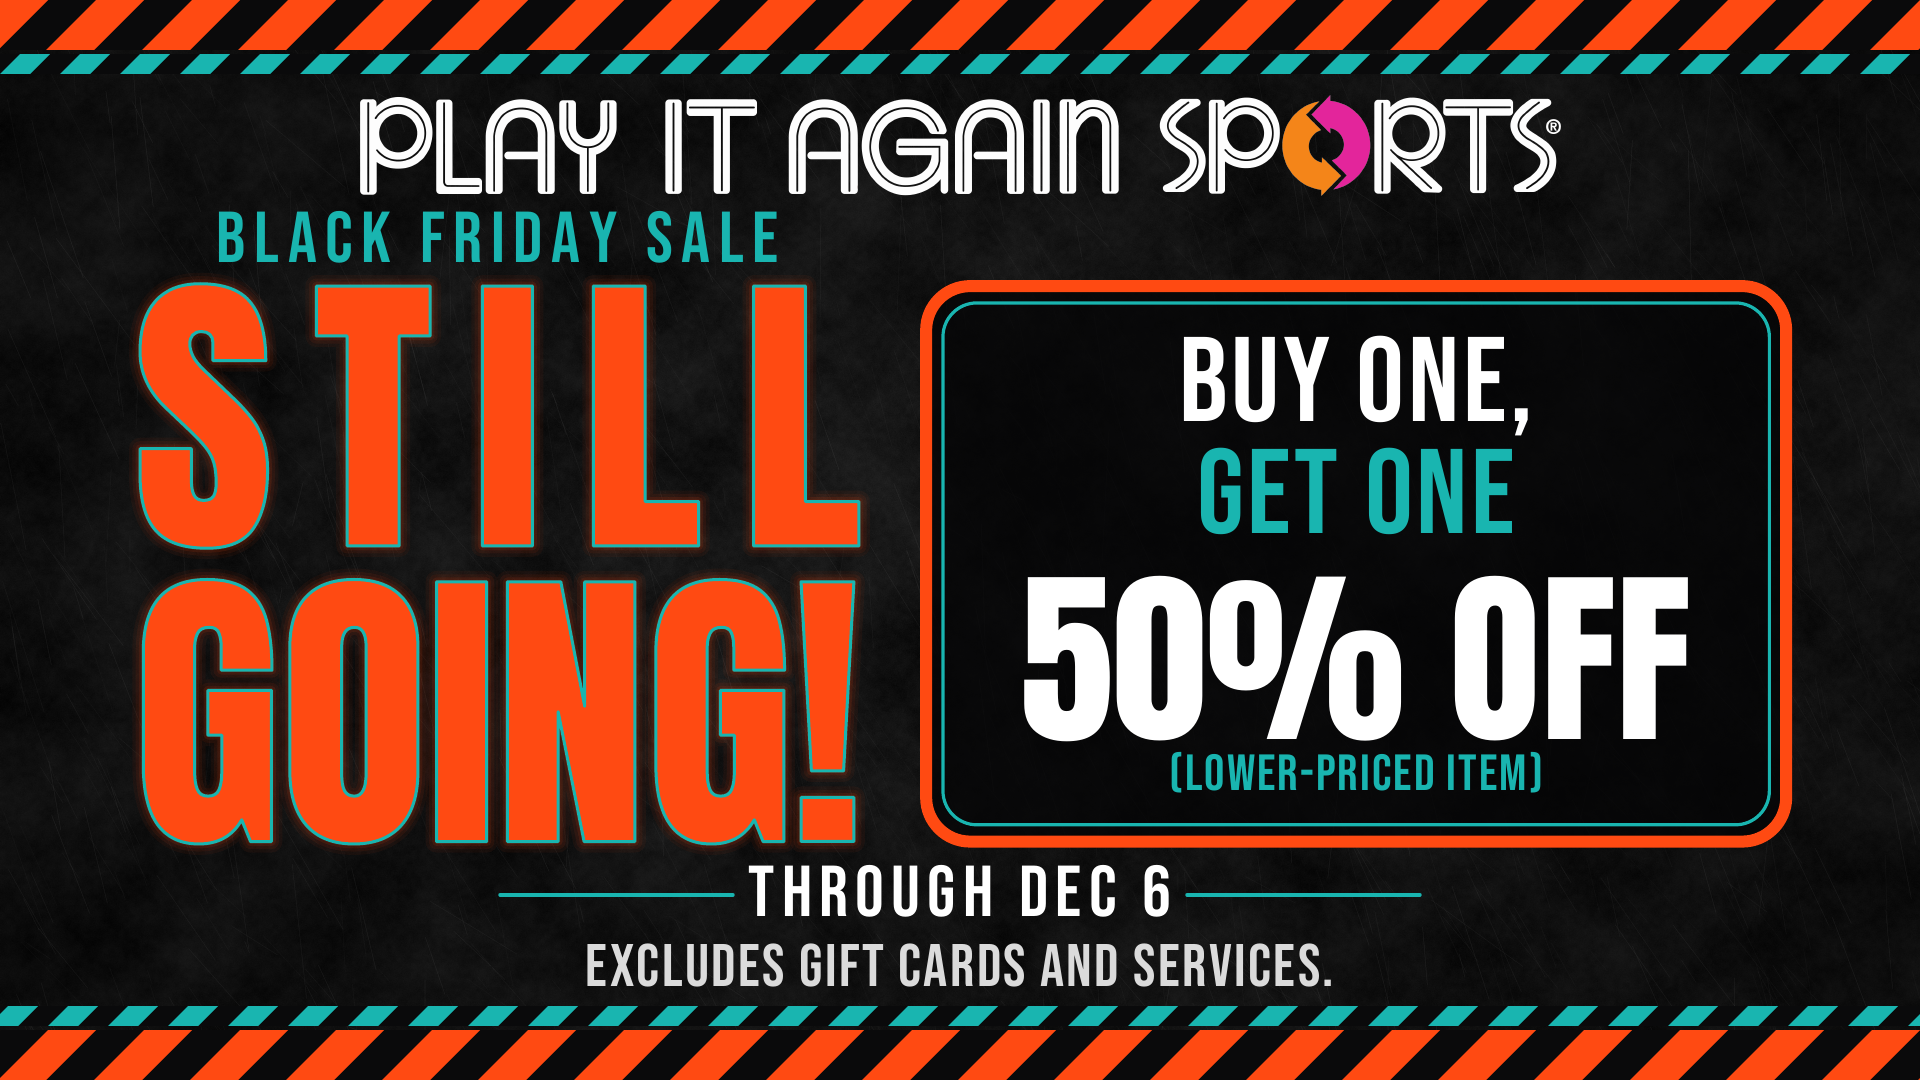 PLAY IT AGAIN SPORTS®
BLACK FRIDAY SALE
STILL
GOING!
BUY ONE,
GET ONE
50% OFF
(LOWER-PRICED ITEM)
THROUGH DEC 6
EXCLUDES GIFT CARDS AND SERVICES.